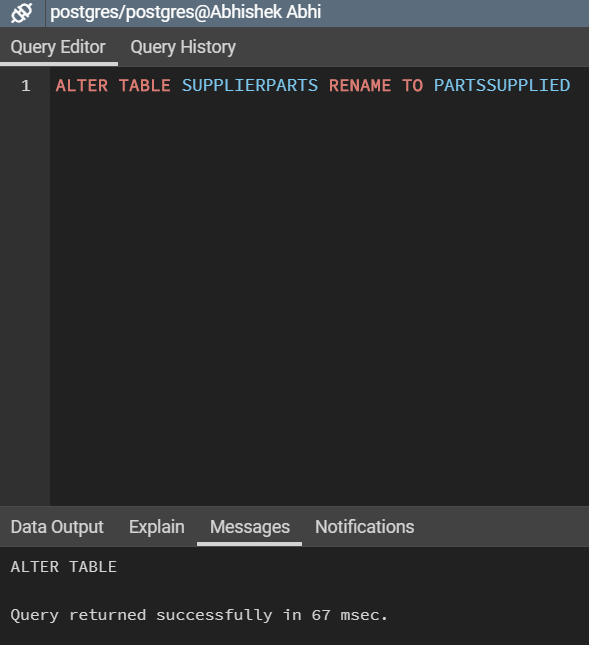 postgres/postgres@Abhishek Abhi
Query Editor Query History
1 ALTER TABLE SUPPLIERPARTS RENAME TO PARTSSUPPLIED
Data Output Explain Messages Notifications
ALTER TABLE
Query returned successfully in 67 msec.